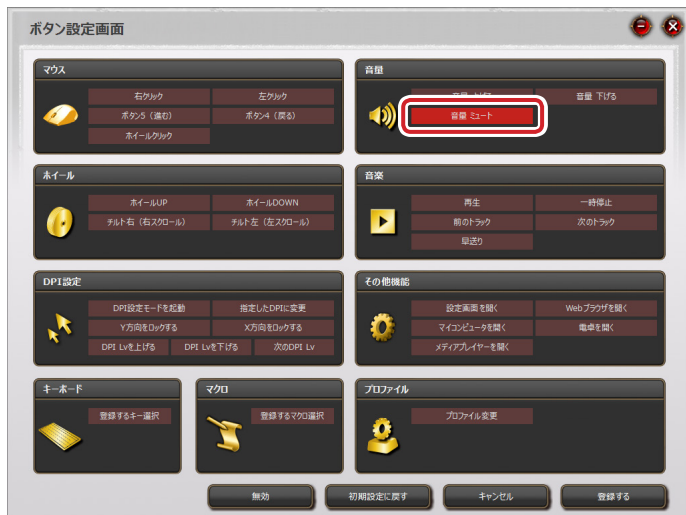 ボタン設定画面
マウス
右クリック 左クリック
ボタン5（進む） ボタン4（戻る）
ホイールクリック
音量
音量 上げる 音量 下げる
音量 ミュート
ホイール
ホイールUP ホイールDOWN
チルト右（右スクロール） チルト左（左スクロール）
音楽
再生 一時停止
前のトラック 次のトラック
早送り
DPI設定
DPI設定モードを起動 指定したDPIに変更
Y方向をロックする X方向をロックする
DPI Lvを上げる DPI Lvを下げる 次のDPI Lv
その他機能
設定画面を開く Webブラウザを開く
マイコンピュータを開く 電卓を開く
メディアプレイヤーを開く
キーボード
登録するキー選択
マクロ
登録するマクロ選択
プロファイル
プロファイル変更
無効 初期設定に戻す キャンセル 登録する